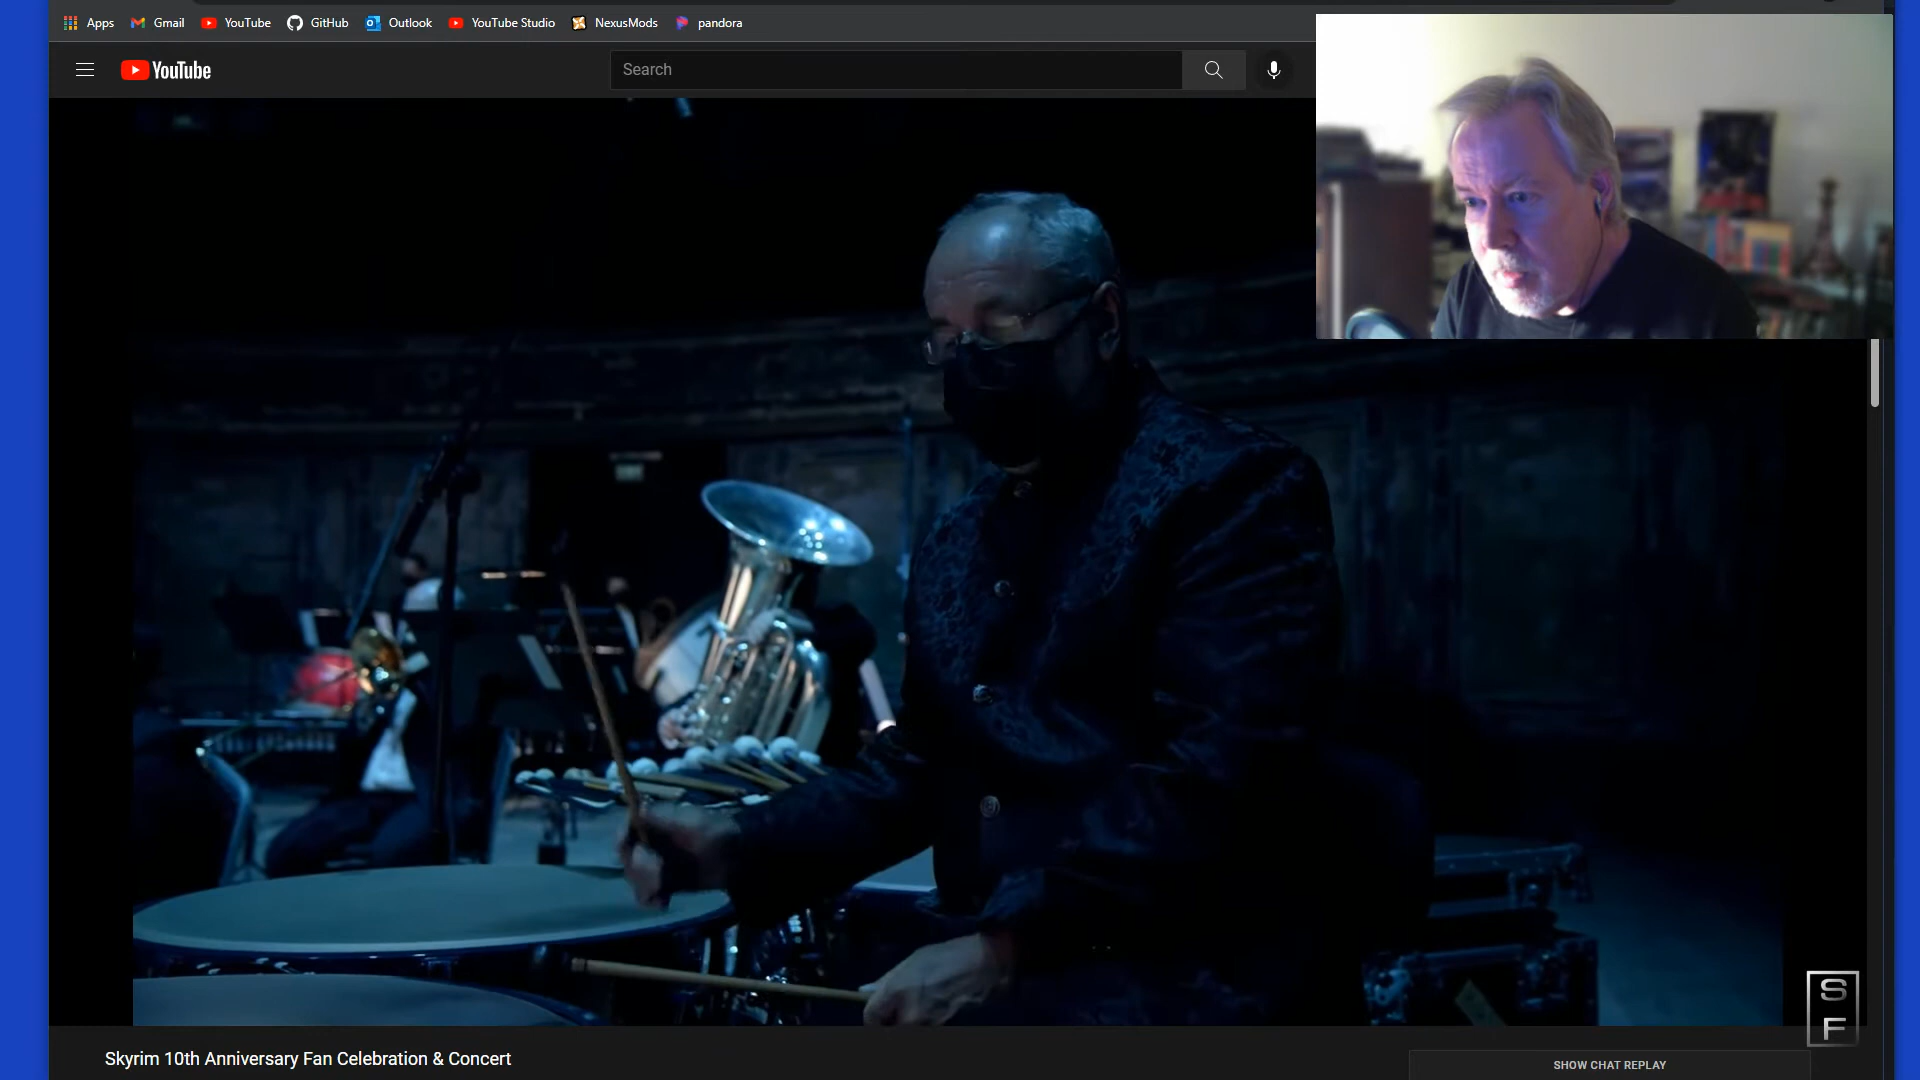 Apps Gmail YouTube GitHub Outlook YouTube Studio NexusMods pandora
YouTube
Search
Skyrim 10th Anniversary Fan Celebration & Concert
SHOW CHAT REPLAY
S
F